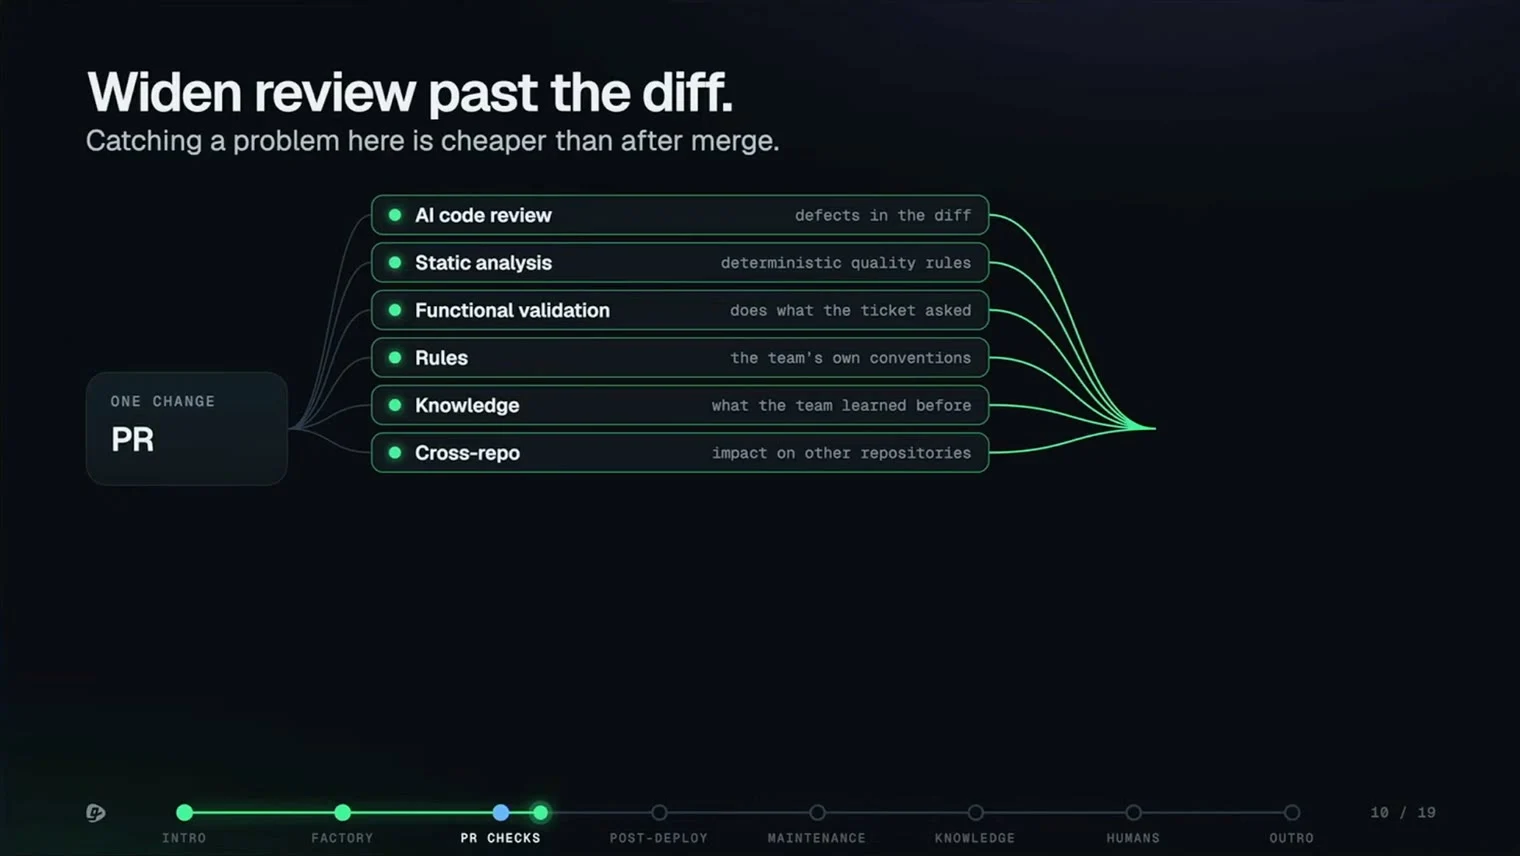 Widen review past the diff.
Catching a problem here is cheaper than after merge.
AI code review defects in the diff
Static analysis deterministic quality rules
Functional validation does what the ticket asked
Rules the team's own conventions
Knowledge what the team learned before
Cross-repo impact on other repositories
ONE CHANGE
PR
INTRO FACTORY PR CHECKS POST-DEPLOY MAINTENANCE KNOWLEDGE HUMANS OUTRO
10 / 19